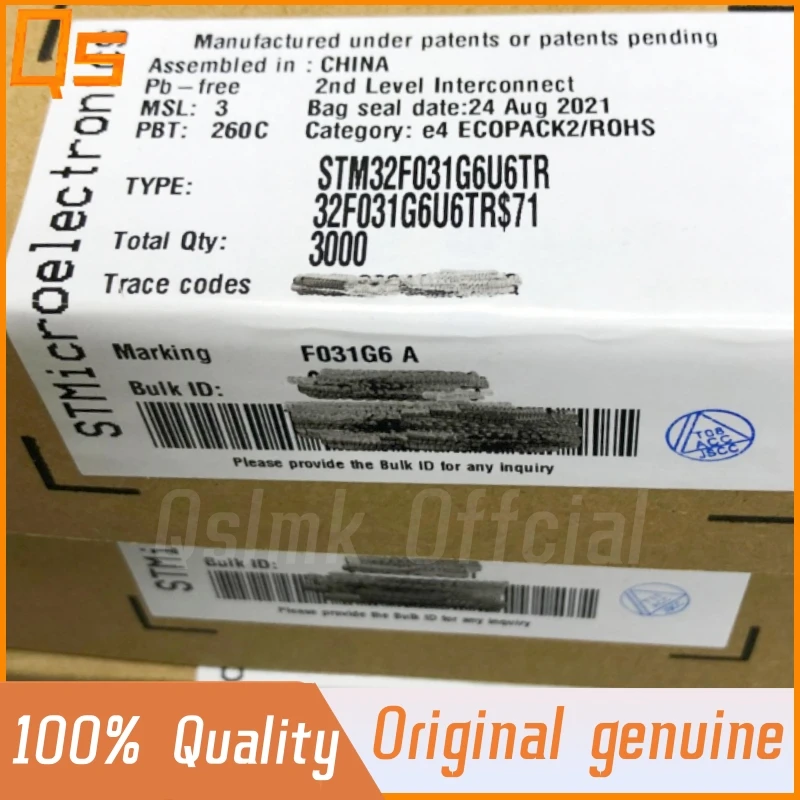 QS
Manufactured under patents or patents pending
Assembled in : CHINA
Pb-free 2nd Level Interconnect
MSL: 3 Bag seal date:24 Aug 2021
PBT: 260C Category: e4 ECOPACK2/ROHS
TYPE: STM32F031G6U6TR
32F031G6U6TR$71
Total Qty: 3000
Trace codes
Marking F031G6 A
Bulk ID:
Please provide the Bulk ID for any inquiry
STMicroelectronics
TOB
ACC
JSCC
Qslmk Offcial
STMi
Bulk ID:
Please provide the Bulk ID for any inquiry
100% Quality
Original genuine